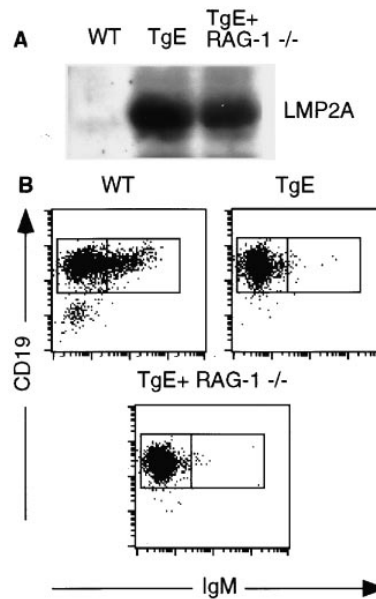 A
WT
TgE
TgE+
RAG-1 -/-
LMP2A
B
WT
TgE
TgE+ RAG-1 -/-
CD19
IgM